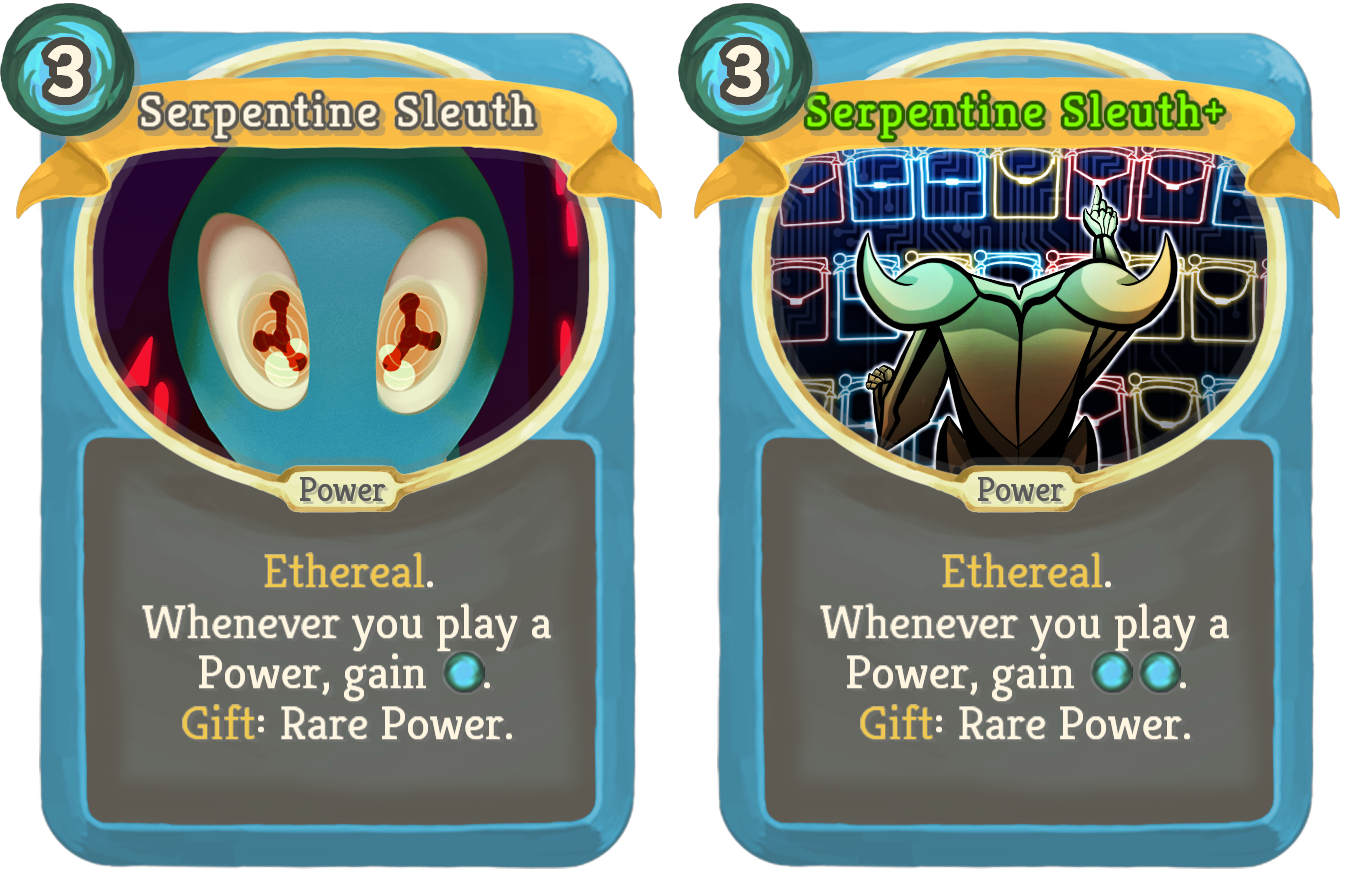 3
Serpentine Sleuth
Power
Ethereal.
Whenever you play a
Power, gain .
Gift: Rare Power.
3
Serpentine Sleuth+
Power
Ethereal.
Whenever you play a
Power, gain .
Gift: Rare Power.